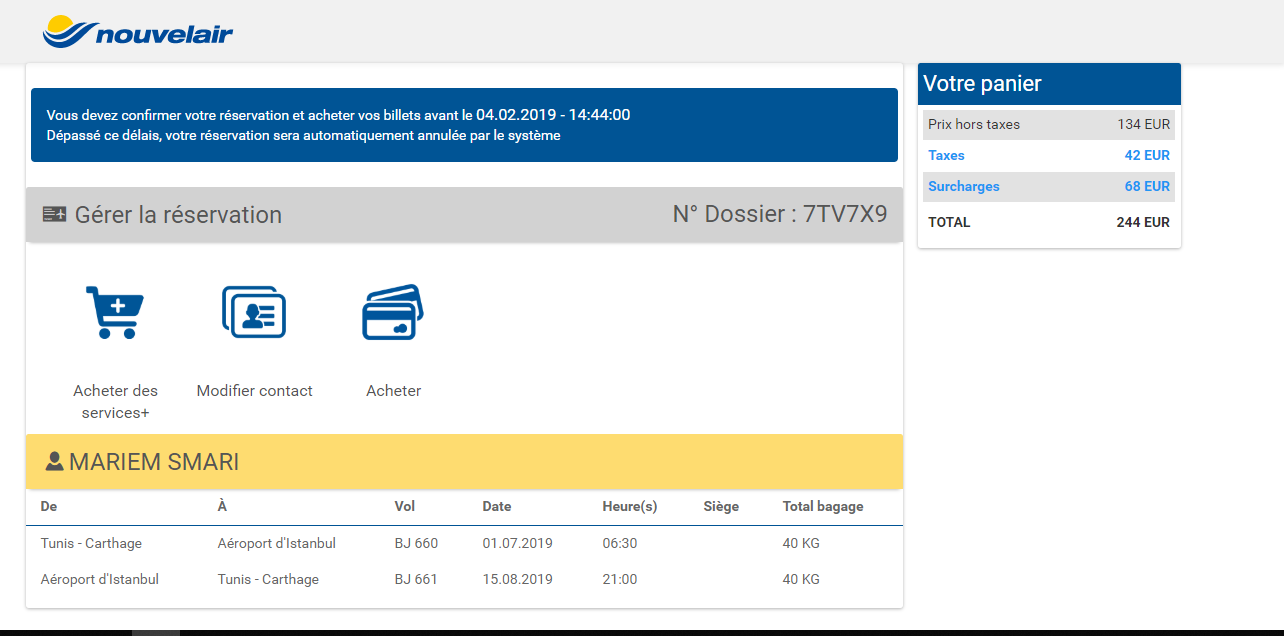 nouvelair
Vous devez confirmer votre réservation et acheter vos billets avant le 04.02.2019 - 14:44:00
Dépassé ce délais, votre réservation sera automatiquement annulée par le système
Gérer la réservation N° Dossier : 7TV7X9
Acheter des
services+
Modifier contact
Acheter
MARIEM SMARI
De À Vol Date Heure(s) Siège Total bagage
Tunis - Carthage Aéroport d'Istanbul BJ 660 01.07.2019 06:30 40 KG
Aéroport d'Istanbul Tunis - Carthage BJ 661 15.08.2019 21:00 40 KG
Votre panier
Prix hors taxes 134 EUR
Taxes 42 EUR
Surcharges 68 EUR
TOTAL 244 EUR